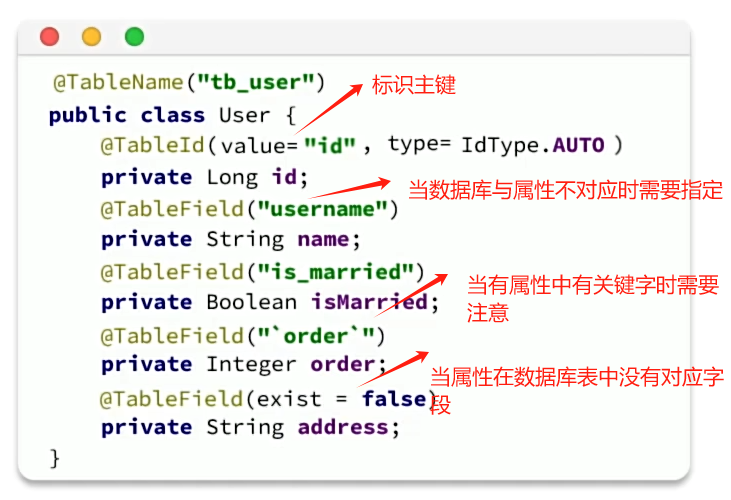 @TableName("tb_user")
标识主键
public class User {
@TableId(value="id", type= IdType.AUTO )
private Long id;
当数据库与属性不对应时需要指定
@TableField("username")
private String name;
@TableField("is_married")
当有属性中有关键字时需要
注意
private Boolean isMarried;
@TableField("`order`")
private Integer order;
当属性在数据库表中没有对应字
段
@TableField(exist = false)
private String address;
}